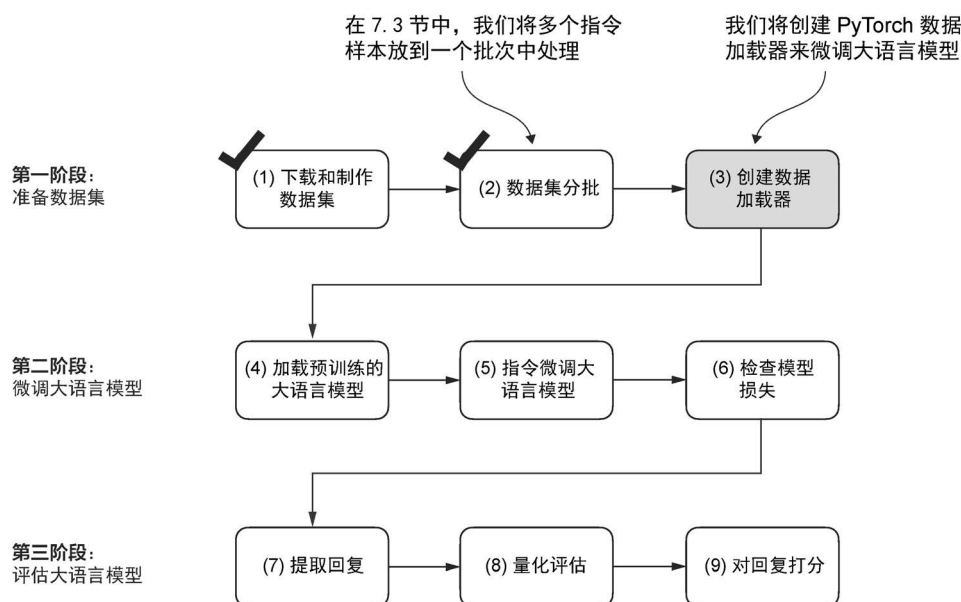 在 7.3 节中，我们将多个指令
样本放到一个批次中处理
我们将创建 PyTorch 数据
加载器来微调大语言模型
第一阶段：
准备数据集
(1) 下载和制作
数据集
(2) 数据集分批
(3) 创建数据
加载器
第二阶段：
微调大语言模型
(4) 加载预训练的
大语言模型
(5) 指令微调大
语言模型
(6) 检查模型
损失
第三阶段：
评估大语言模型
(7) 提取回复
(8) 量化评估
(9) 对回复打分